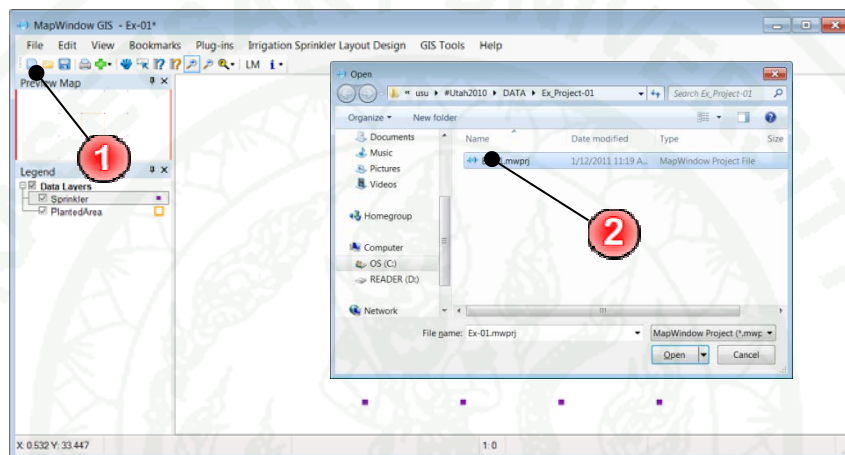 MapWindow GIS - Ex-01*
File Edit View Bookmarks Plug-ins Irrigation Sprinkler Layout Design GIS Tools Help
LM i
Preview Map
1
Legend
Data Layers
Sprinkler
PlantedArea
Open
« usu ▸ #Utah2010 ▸ DATA ▸ Ex_Project-01
Search Ex_Project-01
Organize New folder
Documents
Music
Pictures
Videos
Homegroup
Computer
OS (C:)
READER (D:)
Network
Name Date modified Type Size
.mwprj 1/12/2011 11:19 A... MapWindow Project File
2
File name: Ex-01.mwprj
MapWindow Project (*.mwp
Open Cancel
X: 0.532 Y: 33.447
1: 0